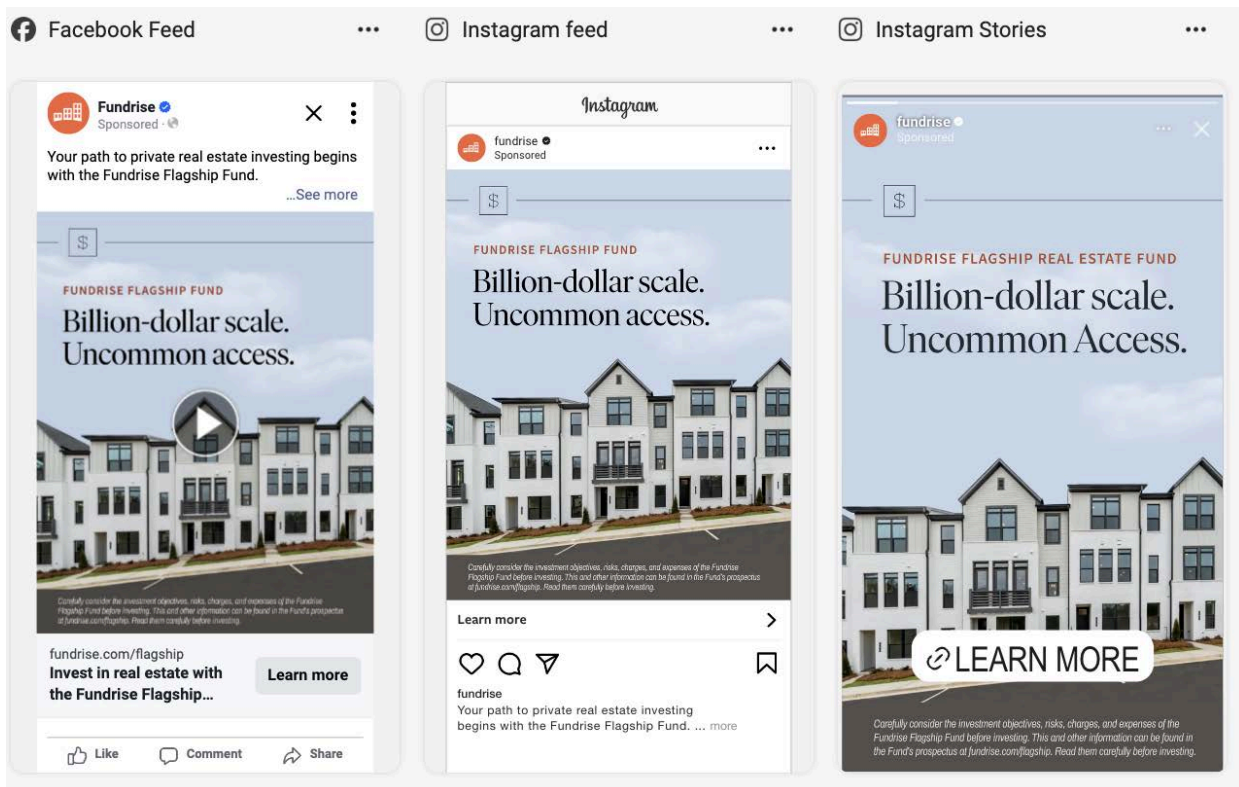 Facebook Feed
Fundrise
Sponsored ·
Your path to private real estate investing begins
with the Fundrise Flagship Fund.
...See more
$
FUNDRISE FLAGSHIP FUND
Billion-dollar scale.
Uncommon access.
Carefully consider the investment objectives, risks, charges, and expenses of the Fundrise
Flagship Fund before investing. This and other information can be found in the Fund's prospectus
at fundrise.com/flagship. Read them carefully before investing.
fundrise.com/flagship
Invest in real estate with
the Fundrise Flagship...
Learn more
Like
Comment
Share
Instagram feed
Instagram
fundrise
Sponsored
$
FUNDRISE FLAGSHIP FUND
Billion-dollar scale.
Uncommon access.
Carefully consider the investment objectives, risks, charges, and expenses of the Fundrise
Flagship Fund before investing. This and other information can be found in the Fund's prospectus
at fundrise.com/flagship. Read them carefully before investing.
Learn more
fundrise
Your path to private real estate investing
begins with the Fundrise Flagship Fund. ... more
Instagram Stories
fundrise
Sponsored
$
FUNDRISE FLAGSHIP REAL ESTATE FUND
Billion-dollar scale.
Uncommon Access.
LEARN MORE
Carefully consider the investment objectives, risks, charges, and expenses of the
Fundrise Flagship Fund before investing. This and other information can be found in
the Fund's prospectus at fundrise.com/flagship. Read them carefully before investing.